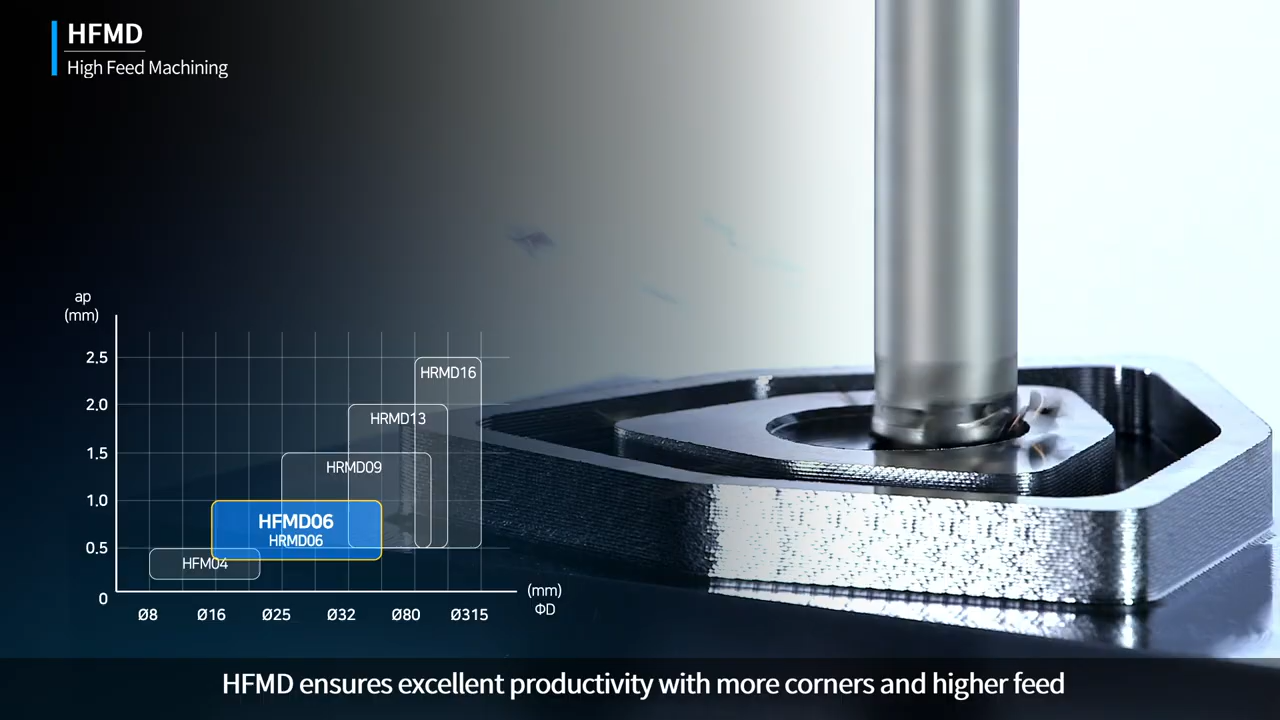 HFMD
High Feed Machining
ap
(mm)
2.5
2.0
1.5
1.0
0.5
0
HRMD16
HRMD13
HRMD09
HFMD06
HRMD06
HFM04
Ø8 Ø16 Ø25 Ø32 Ø80 Ø315
(mm)
ΦD
HFMD ensures excellent productivity with more corners and higher feed